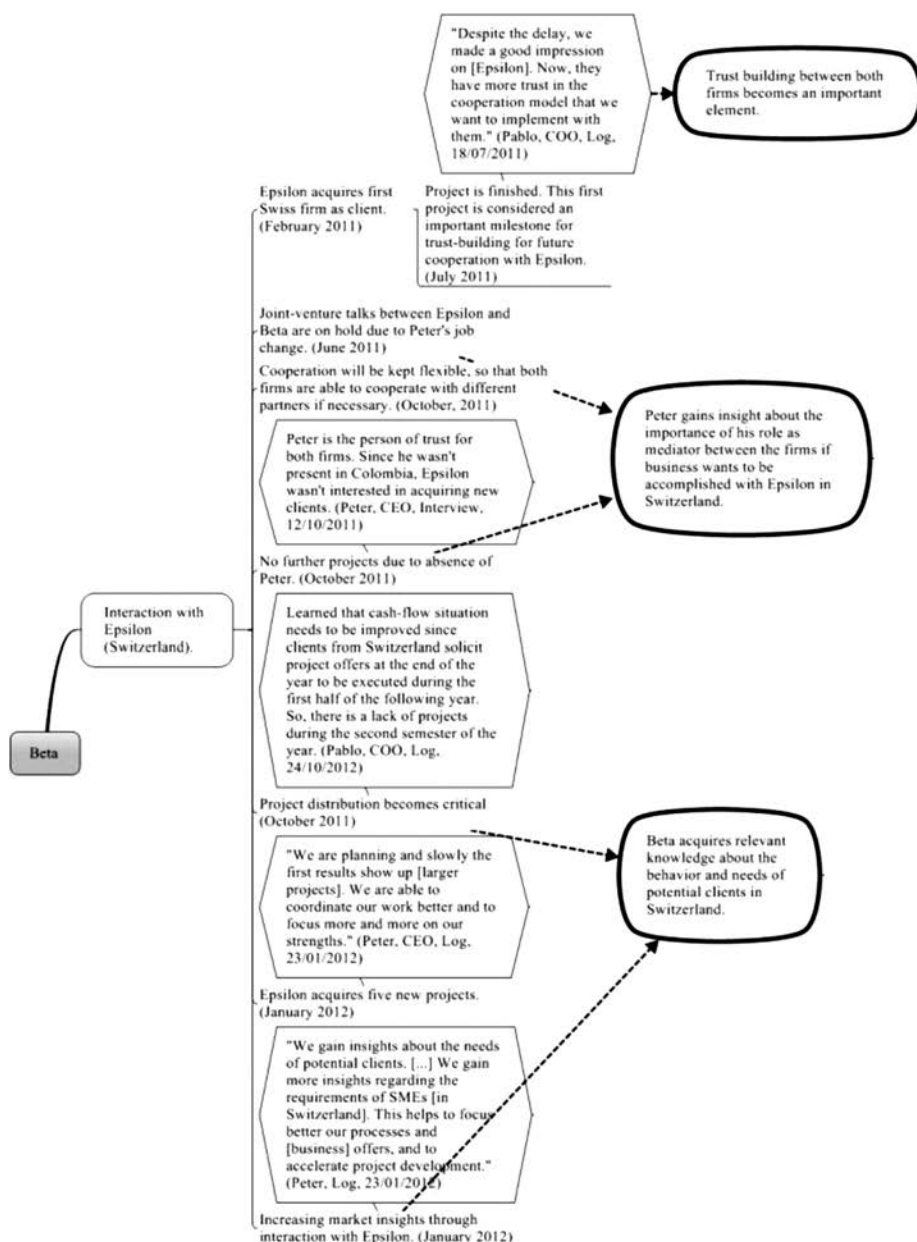 "Despite the delay, we
made a good impression
on [Epsilon]. Now, they
have more trust in the
cooperation model that we
want to implement with
them." (Pablo, COO, Log,
18/07/2011)
Trust building between both
firms becomes an important
element.
Epsilon acquires first
Swiss firm as client.
(February 2011)
Project is finished. This first
project is considered an
important milestone for
trust-building for future
cooperation with Epsilon.
(July 2011)
Joint-venture talks between Epsilon and
Beta are on hold due to Peter's job
change. (June 2011)
Cooperation will be kept flexible, so that both
firms are able to cooperate with different
partners if necessary. (October, 2011)
Peter is the person of trust for
both firms. Since he wasn't
present in Colombia, Epsilon
wasn't interested in acquiring new
clients. (Peter, CEO, Interview,
12/10/2011)
Peter gains insight about the
importance of his role as
mediator between the firms if
business wants to be
accomplished with Epsilon in
Switzerland.
No further projects due to absence of
Peter. (October 2011)
Interaction with
Epsilon
(Switzerland).
Beta
Learned that cash-flow situation
needs to be improved since
clients from Switzerland solicit
project offers at the end of the
year to be executed during the
first half of the following year.
So, there is a lack of projects
during the second semester of the
year. (Pablo, COO, Log,
24/10/2012)
Project distribution becomes critical
(October 2011)
"We are planning and slowly the
first results show up [larger
projects]. We are able to
coordinate our work better and to
focus more and more on our
strengths." (Peter, CEO, Log,
23/01/2012)
Beta acquires relevant
knowledge about the
behavior and needs of
potential clients in
Switzerland.
Epsilon acquires five new projects.
(January 2012)
"We gain insights about the needs
of potential clients. [...] We gain
more insights regarding the
requirements of SMEs [in
Switzerland]. This helps to focus
better our processes and
[business] offers, and to
accelerate project development."
(Peter, Log, 23/01/2012)
Increasing market insights through
interaction with Epsilon. (January 2012)